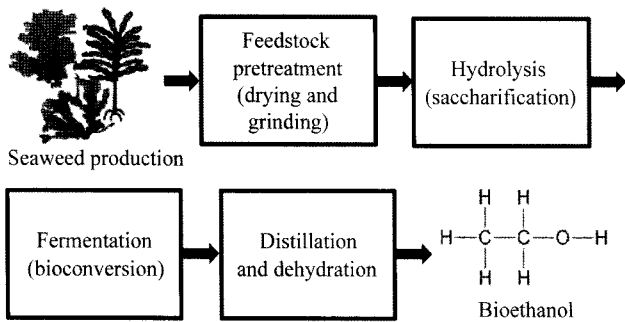 Feedstock
pretreatment
(drying and
grinding)
Hydrolysis
(saccharification)
Seaweed production
Fermentation
(bioconversion)
Distillation
and dehydration
H H
H—C—C—O—H
H H
Bioethanol